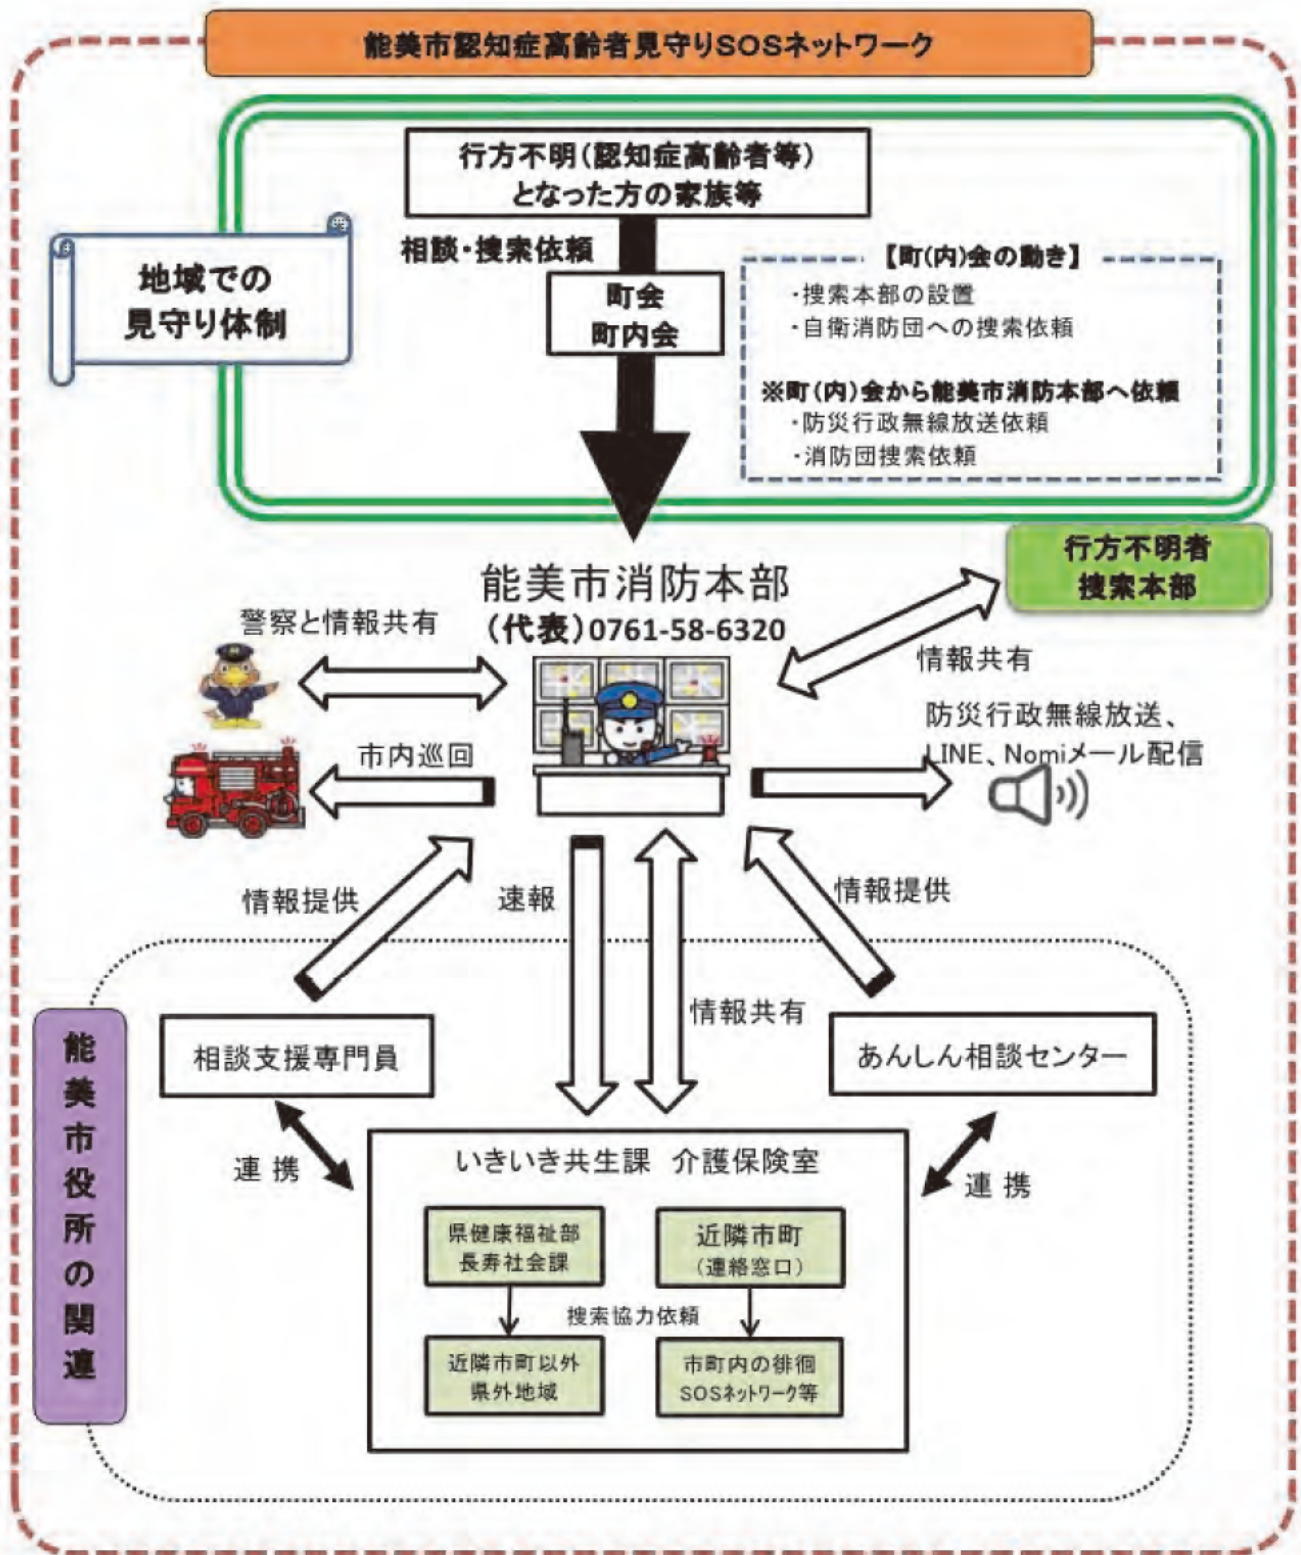 能美市認知症高齢者見守りSOSネットワーク
行方不明(認知症高齢者等)
となった方の家族等
相談・捜索依頼
地域での
見守り体制
町会
町内会
【町(内)会の動き】
・捜索本部の設置
・自衛消防団への捜索依頼
※町(内)会から能美市消防本部へ依頼
・防災行政無線放送依頼
・消防団捜索依頼
行方不明者
捜索本部
能美市消防本部
(代表)0761-58-6320
警察と情報共有
情報共有
市内巡回
防災行政無線放送、
LINE、Nomiメール配信
情報提供
速報
情報提供
情報共有
能美市役所の関連
相談支援専門員
あんしん相談センター
連 携
連 携
いきいき共生課 介護保険室
県健康福祉部
長寿社会課
近隣市町
(連絡窓口)
捜索協力依頼
近隣市町以外
県外地域
市町内の徘徊
SOSネットワーク等